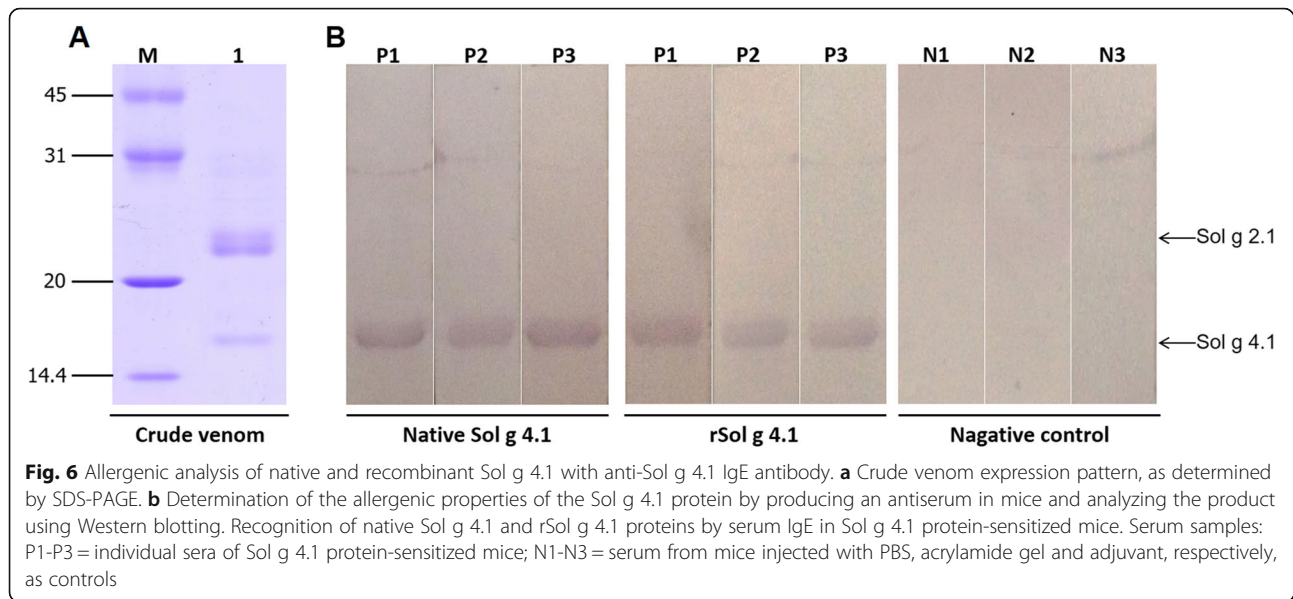 A
B
M 1
P1 P2 P3
P1 P2 P3
N1 N2 N3
45
31
20
14.4
Sol g 2.1
Sol g 4.1
Crude venom
Native Sol g 4.1
rSol g 4.1
Nagative control
Fig. 6 Allergenic analysis of native and recombinant Sol g 4.1 with anti-Sol g 4.1 IgE antibody. a Crude venom expression pattern, as determined
by SDS-PAGE. b Determination of the allergenic properties of the Sol g 4.1 protein by producing an antiserum in mice and analyzing the product
using Western blotting. Recognition of native Sol g 4.1 and rSol g 4.1 proteins by serum IgE in Sol g 4.1 protein-sensitized mice. Serum samples:
P1-P3 = individual sera of Sol g 4.1 protein-sensitized mice; N1-N3 = serum from mice injected with PBS, acrylamide gel and adjuvant, respectively,
as controls